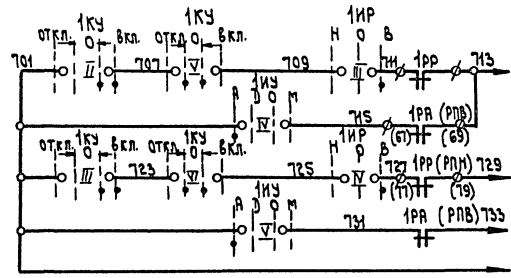 1КУ 1КУ 1ИР
ОТКЛ О ВКЛ. ОТКЛ О ВКЛ. Н О В
701 II 707 V 709 III 711 1РР 713
1ИУ
А D О М
IV 715 1РА (РПВ)
(67) (69)
1КУ 1КУ 1ИР
ОТКЛ. О ВКЛ. ОТКЛ. О ВКЛ. Н Р В
III 723 VI 725 IV 727 1РР (РПМ) 729
(77) (79)
1ИУ
А D О М
V 731 1РА (РПВ) 733